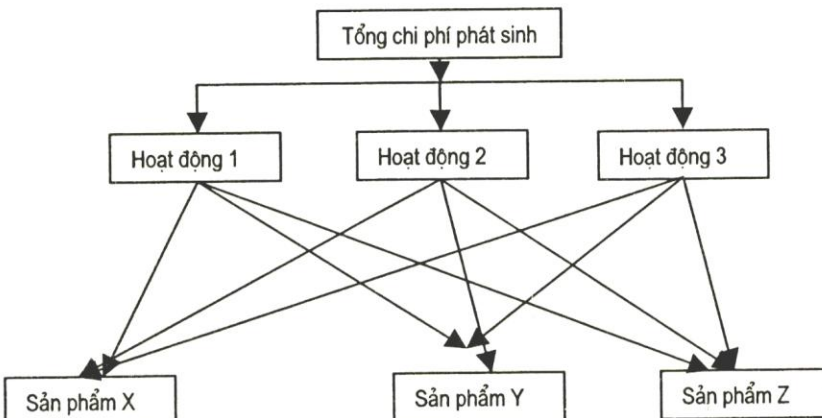 Tổng chi phí phát sinh
Hoạt động 1
Hoạt động 2
Hoạt động 3
Sản phẩm X
Sản phẩm Y
Sản phẩm Z